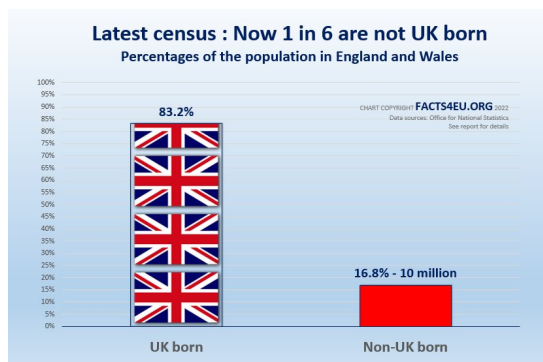 Latest census : Now 1 in 6 are not UK born
Percentages of the population in England and Wales
100%
95%
90%
85%
80%
75%
70%
65%
60%
55%
50%
45%
40%
35%
30%
25%
20%
15%
10%
5%
0%
83.2%
CHART COPYRIGHT FACTS4EU.ORG 2022
Data sources: Office for National Statistics
See report for details
16.8% - 10 million
UK born
Non-UK born